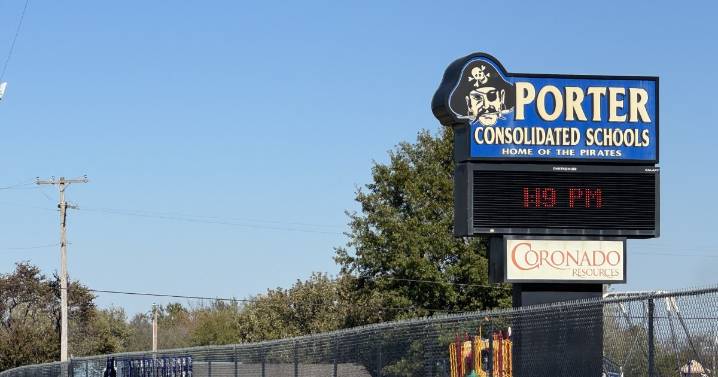 PORTER
CONSOLIDATED SCHOOLS
HOME OF THE PIRATES
1:19 PM
CORONADO
RESOURCES